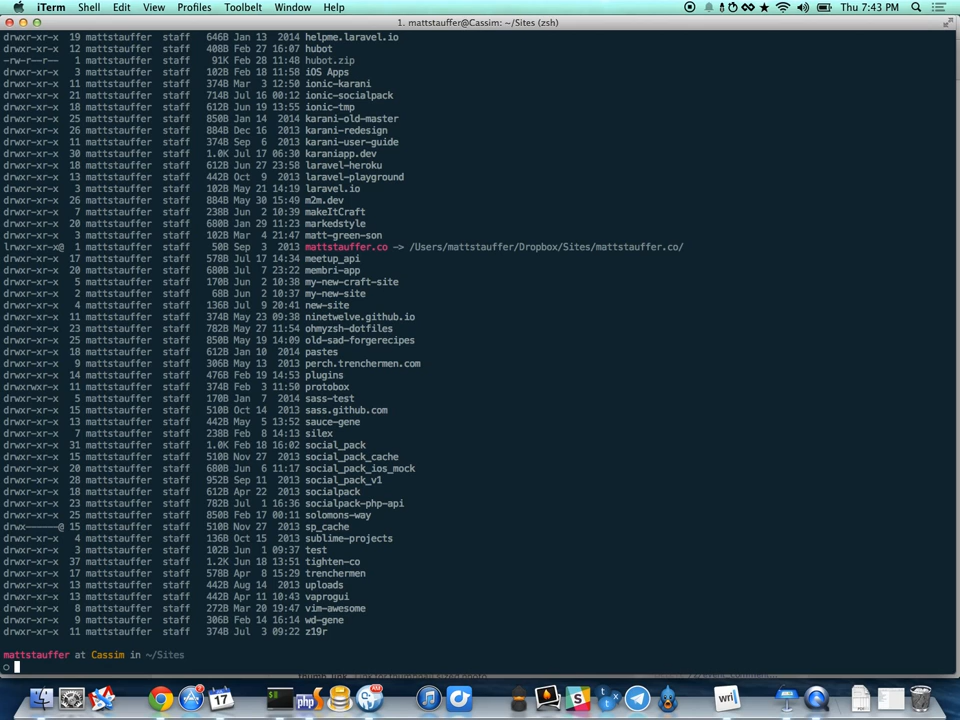 iTerm Shell Edit View Profiles Toolbelt Window Help Thu 7:43 PM
1. mattstauffer@Cassim: ~/Sites (zsh)
drwxr-xr-x 19 mattstauffer staff 646B Jan 13 2014 helpme.laravel.io
drwxr-xr-x 12 mattstauffer staff 408B Feb 27 16:07 hubot
-rw-r--r-- 1 mattstauffer staff 91K Feb 28 11:48 hubot.zip
drwxr-xr-x 3 mattstauffer staff 102B Feb 18 11:58 iOS Apps
drwxr-xr-x 11 mattstauffer staff 374B Mar 3 12:50 ionic-karani
drwxr-xr-x 21 mattstauffer staff 714B Jul 16 00:12 ionic-socialpack
drwxr-xr-x 18 mattstauffer staff 612B Jun 19 13:55 ionic-tmp
drwxr-xr-x 25 mattstauffer staff 850B Jan 14 2014 karani-old-master
drwxr-xr-x 26 mattstauffer staff 884B Dec 16 2013 karani-redesign
drwxr-xr-x 11 mattstauffer staff 374B Sep 6 2013 karani-user-guide
drwxr-xr-x 30 mattstauffer staff 1.0K Jul 17 06:30 karaniapp.dev
drwxr-xr-x 18 mattstauffer staff 612B Jun 27 23:58 laravel-heroku
drwxr-xr-x 13 mattstauffer staff 442B Oct 9 2013 laravel-playground
drwxr-xr-x 3 mattstauffer staff 102B May 21 14:19 laravel.io
drwxr-xr-x 26 mattstauffer staff 884B May 30 15:49 m2m.dev
drwxr-xr-x 7 mattstauffer staff 238B Jun 2 10:39 makeItCraft
drwxr-xr-x 20 mattstauffer staff 680B Jan 29 11:23 markedstyle
drwxr-xr-x 3 mattstauffer staff 102B Mar 4 21:47 matt-green-son
lrwxr-xr-x@ 1 mattstauffer staff 50B Sep 3 2013 mattstauffer.co -> /Users/mattstauffer/Dropbox/Sites/mattstauffer.co/
drwxr-xr-x 17 mattstauffer staff 578B Jul 17 14:34 meetup_api
drwxr-xr-x 20 mattstauffer staff 680B Jul 7 23:22 membri-app
drwxr-xr-x 5 mattstauffer staff 170B Jun 2 10:38 my-new-craft-site
drwxr-xr-x 2 mattstauffer staff 68B Jun 2 10:37 my-new-site
drwxr-xr-x 4 mattstauffer staff 136B Jul 9 20:41 new-site
drwxr-xr-x 11 mattstauffer staff 374B May 23 09:38 ninetwelve.github.io
drwxr-xr-x 23 mattstauffer staff 782B May 27 11:54 ohmyzsh-dotfiles
drwxr-xr-x 25 mattstauffer staff 850B May 19 14:09 old-sad-forgerecipes
drwxr-xr-x 18 mattstauffer staff 612B Jan 10 2014 pastes
drwxr-xr-x 9 mattstauffer staff 306B May 13 2013 perch.trenchermen.com
drwxr-xr-x 14 mattstauffer staff 476B Feb 19 14:53 plugins
drwxrwxr-x 11 mattstauffer staff 374B Feb 3 11:50 protobox
drwxr-xr-x 5 mattstauffer staff 170B Jan 7 2014 sass-test
drwxr-xr-x 15 mattstauffer staff 510B Oct 14 2013 sass.github.com
drwxr-xr-x 13 mattstauffer staff 442B May 5 13:52 sauce-gene
drwxr-xr-x 7 mattstauffer staff 238B Feb 8 14:13 silex
drwxr-xr-x 31 mattstauffer staff 1.0K Feb 18 16:02 social_pack
drwxr-xr-x 15 mattstauffer staff 510B Nov 27 2013 social_pack_cache
drwxr-xr-x 20 mattstauffer staff 680B Jun 6 11:17 social_pack_ios_mock
drwxr-xr-x 28 mattstauffer staff 952B Sep 11 2013 social_pack_v1
drwxr-xr-x 18 mattstauffer staff 612B Apr 22 2013 socialpack
drwxr-xr-x 23 mattstauffer staff 782B Jul 1 16:36 socialpack-php-api
drwxr-xr-x 25 mattstauffer staff 850B Feb 17 00:11 solomons-way
drwx------@ 15 mattstauffer staff 510B Nov 27 2013 sp_cache
drwxr-xr-x 4 mattstauffer staff 136B Oct 15 2013 sublime-projects
drwxr-xr-x 3 mattstauffer staff 102B Jun 1 09:37 test
drwxr-xr-x 37 mattstauffer staff 1.2K Jun 18 13:51 tighten-co
drwxr-xr-x 17 mattstauffer staff 578B Apr 8 15:29 trenchermen
drwxr-xr-x 13 mattstauffer staff 442B Aug 14 2013 uploads
drwxr-xr-x 13 mattstauffer staff 442B Apr 11 10:43 vaprogui
drwxr-xr-x 8 mattstauffer staff 272B Mar 20 19:47 vim-awesome
drwxr-xr-x 9 mattstauffer staff 306B Feb 14 16:14 wd-gene
drwxr-xr-x 11 mattstauffer staff 374B Jul 3 09:22 z19r
mattstauffer at Cassim in ~/Sites
17
php
wri